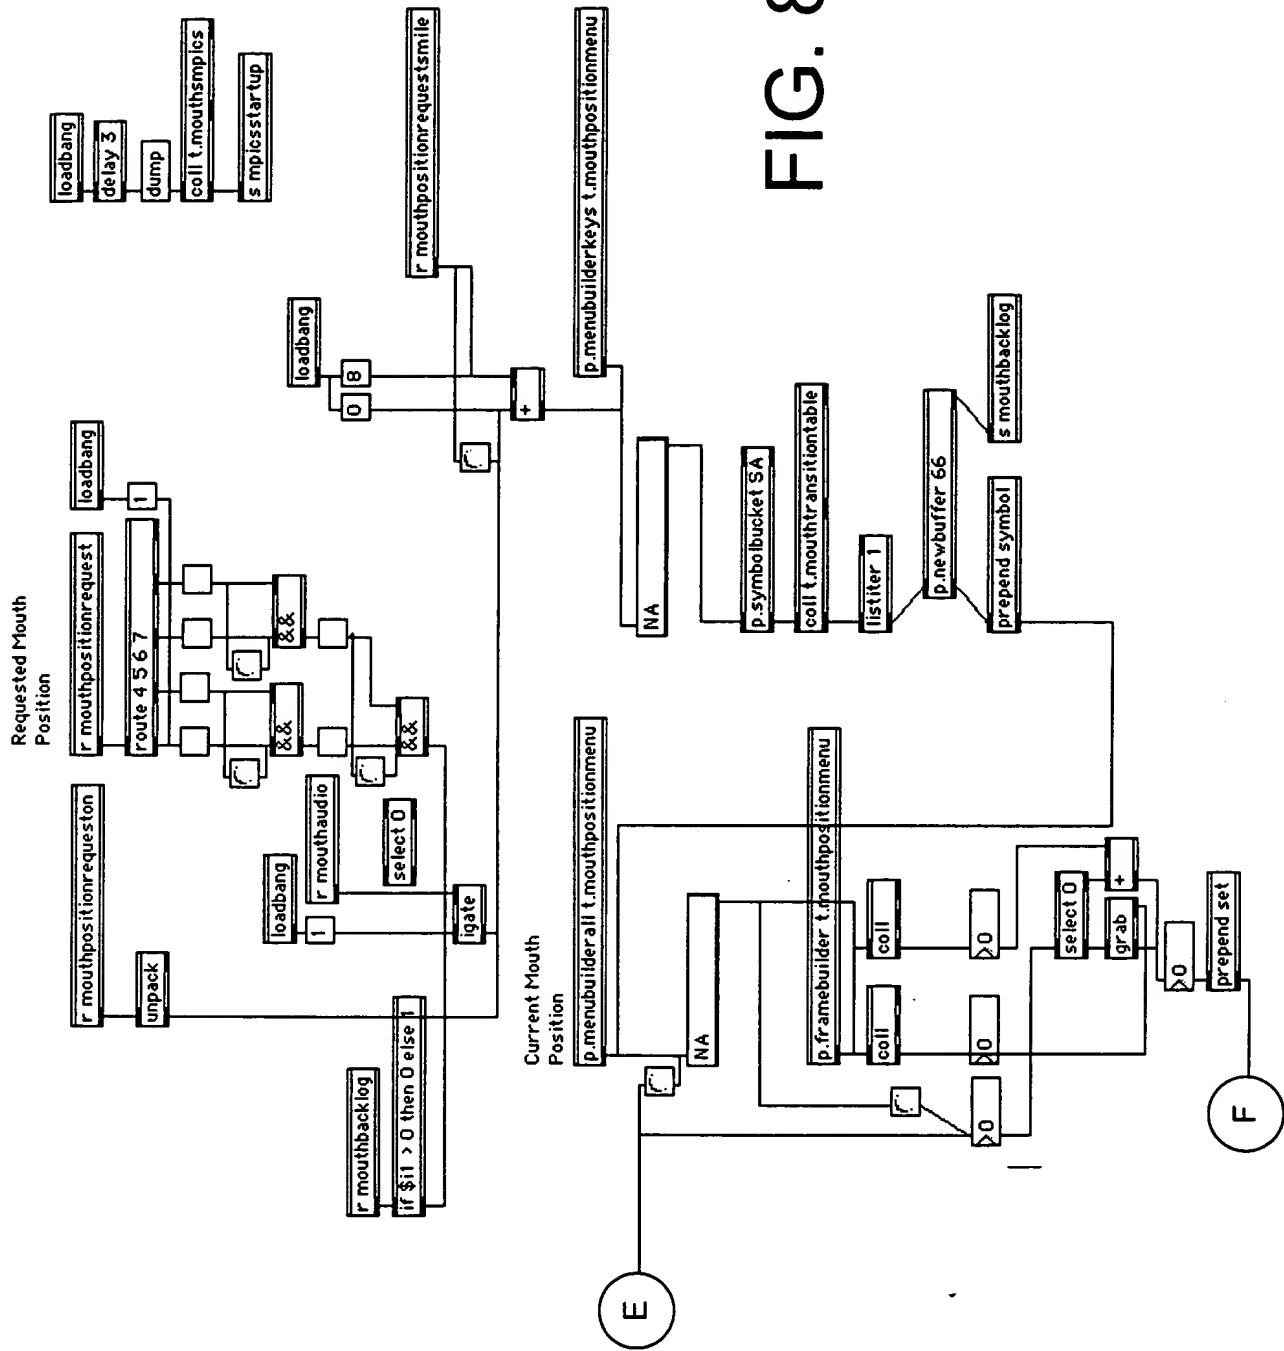 Requested Mouth
Position
r mouthpositionrequeston
unpack
r mouthpositionrequest
route 4 5 6 7
loadbang
1
&&
&&
&&
loadbang
1
r mouthaudio
select 0
igate
r mouthbacklog
if $i1 > 0 then 0 else 1
loadbang
delay 3
dump
coll t.mouthsmpics
s mpicsstartup
loadbang
0
8
r mouthpositionrequestsmile
+
p.menubuilderkeys t.mouthpositionmenu
NA
p.symbolbucket SA
coll t.mouthtransitiontable
listiter 1
p.newbuffer 66
prepend symbol
s mouthbacklog
Current Mouth
Position
p.menubuilderall t.mouthpositionmenu
NA
p.framebuilder t.mouthpositionmenu
coll
coll
>0
>0
>0
select 0
grab
+
>0
prepend set
E
F
FIG. 8